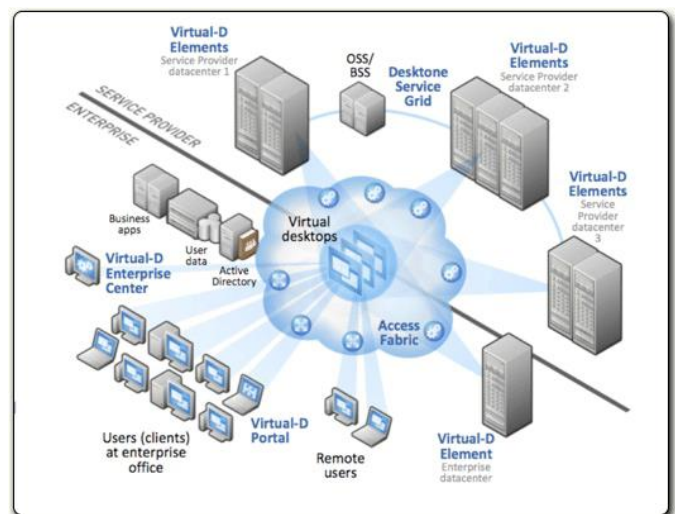 Virtual-D
Elements
Service Provider
datacenter 1
OSS/
BSS
Desktone
Service
Grid
Virtual-D
Elements
Service Provider
datacenter 2
SERVICE PROVIDER
ENTERPRISE
Virtual-D
Elements
Service
Provider
datacenter
3
Business
apps
User
data
Active
Directory
Virtual
desktops
Virtual-D
Enterprise
Center
Access
Fabric
Virtual-D
Portal
Users (clients)
at enterprise
office
Remote
users
Virtual-D
Element
Enterprise
datacenter